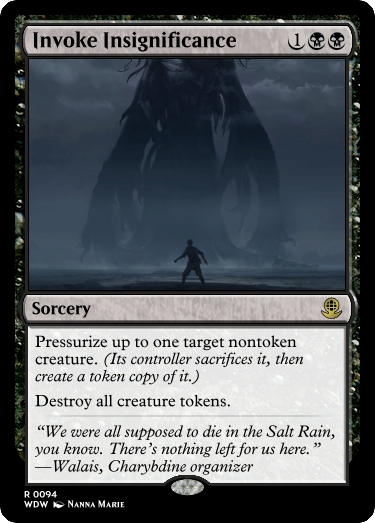 Invoke Insignificance 1
Sorcery
Pressurize up to one target nontoken
creature. (Its controller sacrifices it, then
create a token copy of it.)
Destroy all creature tokens.
“We were all supposed to die in the Salt Rain,
you know. There’s nothing left for us here.”
—Walais, Charybdine organizer
R 0094
WDW Nanna Marie